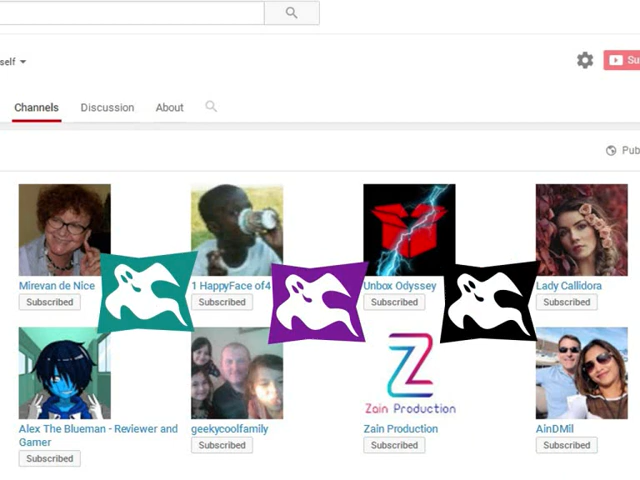 self
Su
Channels Discussion About
Pub
Mirevan de Nice
1 HappyFace of4
Unbox Odyssey
Lady Callidora
Subscribed
Subscribed
Subscribed
Subscribed
Z
Zain Production
Alex The Blueman - Reviewer and
Gamer
geekycoolfamily
Zain Production
AinDMil
Subscribed
Subscribed
Subscribed
Subscribed